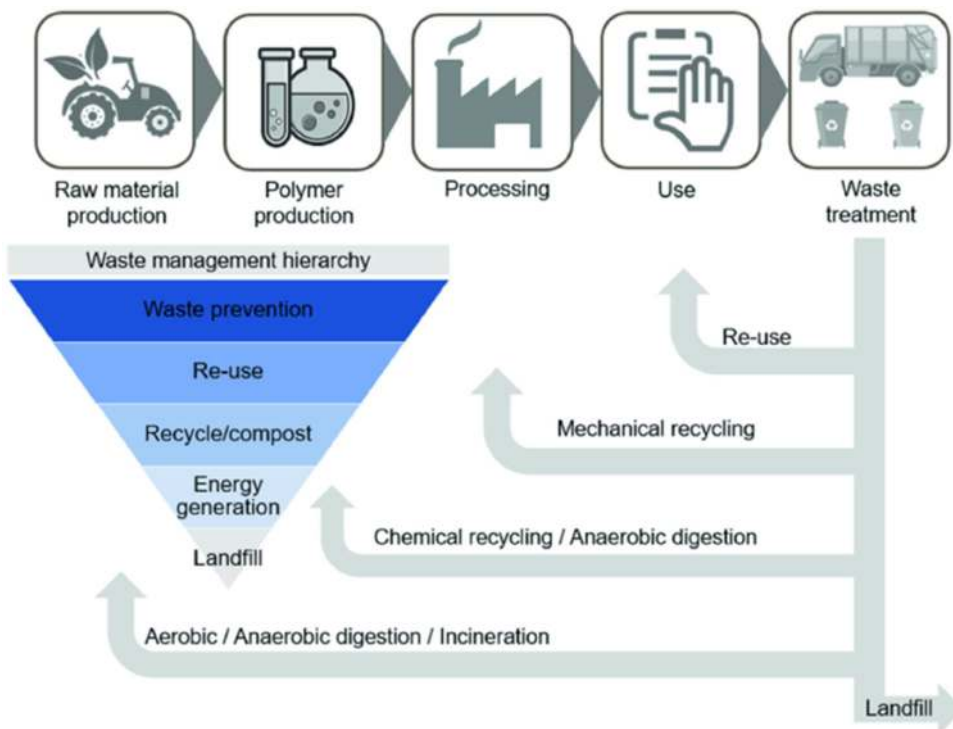 Raw material
production
Polymer
production
Processing
Use
Waste
treatment
Waste management hierarchy
Waste prevention
Re-use
Recycle/compost
Energy
generation
Landfill
Re-use
Mechanical recycling
Chemical recycling / Anaerobic digestion
Aerobic / Anaerobic digestion / Incineration
Landfill